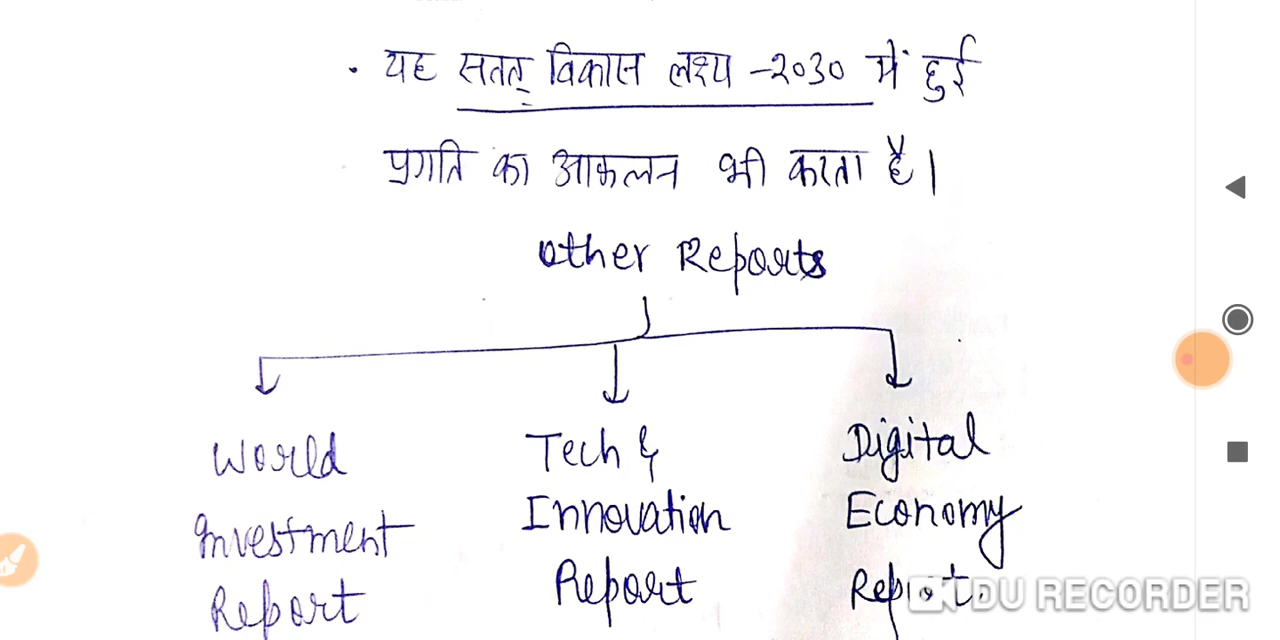 • यह सतत् विकास लक्ष्य -2030 में हुई
प्रगति का आकलन भी करता है।
Other Reports
World
Investment
Report
Tech &
Innovation
Report
Digital
Economy
Report
DU RECORDER